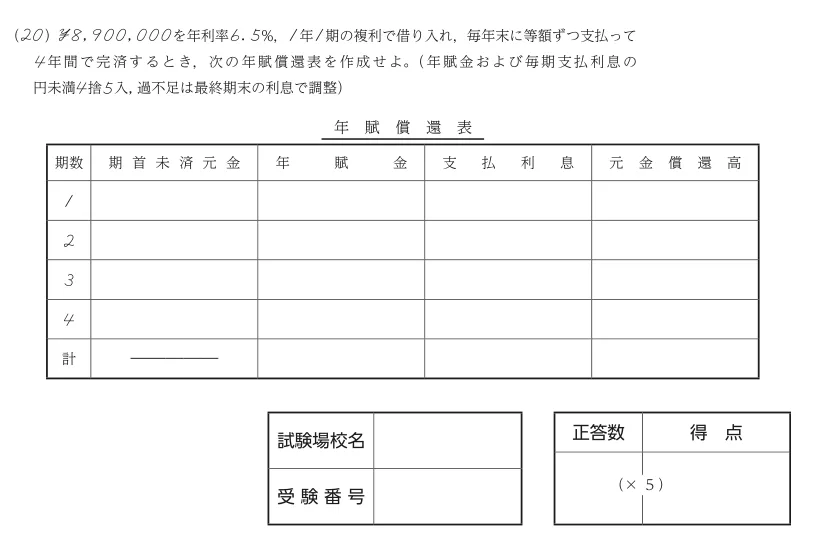 (20) ¥8,900,000を年利率6.5%, 1年1期の複利で借り入れ, 毎年末に等額ずつ支払って
4年間で完済するとき, 次の年賦償還表を作成せよ。(年賦金および毎期支払利息の
円未満4捨5入, 過不足は最終期末の利息で調整)
年賦償還表
期数 期首未済元金 年賦金 支払利息 元金償還高
1
2
3
4
計
試験場校名
受験番号
正答数 得点
(× 5)